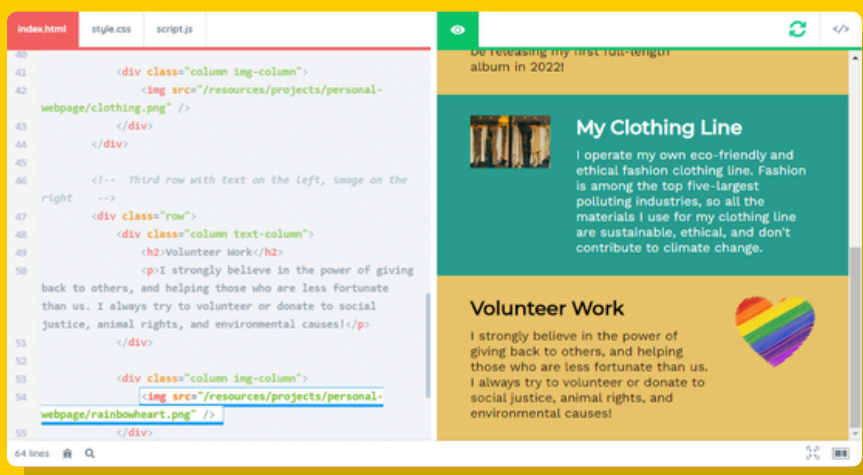 index.html style.css script.js </>
40
41 <div class="column img-column">
42 <img src="/resources/projects/personal-
webpage/clothing.png" />
43 </div>
44 </div>
45
46 <!-- Third row with text on the left, image on the
right -->
47 <div class="row">
48 <div class="column text-column">
49 <h2>Volunteer Work</h2>
50 <p>I strongly believe in the power of giving
back to others, and helping those who are less fortunate
than us. I always try to volunteer or donate to social
justice, animal rights, and environmental causes!</p>
51 </div>
52
53 <div class="column img-column">
54 <img src="/resources/projects/personal-
webpage/rainbowheart.png" />
55 </div>
64 lines
be releasing my first full-length
album in 2022!
My Clothing Line
I operate my own eco-friendly and
ethical fashion clothing line. Fashion
is among the top five-largest
polluting industries, so all the
materials I use for my clothing line
are sustainable, ethical, and don't
contribute to climate change.
Volunteer Work
I strongly believe in the power of
giving back to others, and helping
those who are less fortunate than us.
I always try to volunteer or donate to
social justice, animal rights, and
environmental causes!